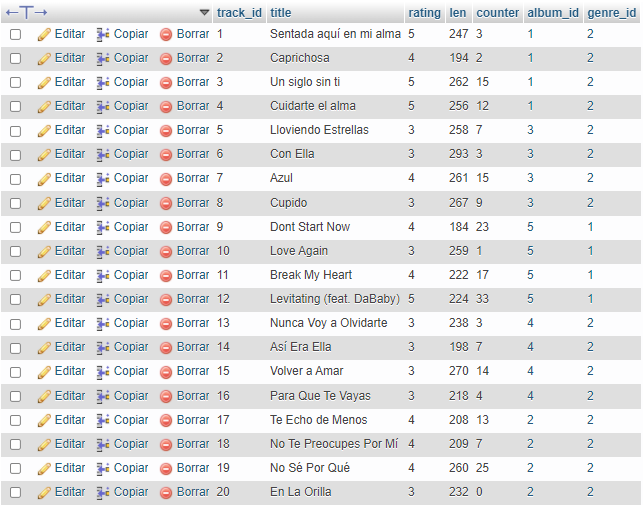 ←T→ track_id title rating len counter album_id genre_id
Editar Copiar Borrar 1 Sentada aquí en mi alma 5 247 3 1 2
Editar Copiar Borrar 2 Caprichosa 4 194 2 1 2
Editar Copiar Borrar 3 Un siglo sin ti 5 262 15 1 2
Editar Copiar Borrar 4 Cuidarte el alma 5 256 12 1 2
Editar Copiar Borrar 5 Lloviendo Estrellas 3 258 7 3 2
Editar Copiar Borrar 6 Con Ella 3 293 3 3 2
Editar Copiar Borrar 7 Azul 4 261 15 3 2
Editar Copiar Borrar 8 Cupido 3 267 9 3 2
Editar Copiar Borrar 9 Dont Start Now 4 184 23 5 1
Editar Copiar Borrar 10 Love Again 3 259 1 5 1
Editar Copiar Borrar 11 Break My Heart 4 222 17 5 1
Editar Copiar Borrar 12 Levitating (feat. DaBaby) 5 224 33 5 1
Editar Copiar Borrar 13 Nunca Voy a Olvidarte 3 238 3 4 2
Editar Copiar Borrar 14 Así Era Ella 3 198 7 4 2
Editar Copiar Borrar 15 Volver a Amar 3 270 14 4 2
Editar Copiar Borrar 16 Para Que Te Vayas 3 218 4 4 2
Editar Copiar Borrar 17 Te Echo de Menos 4 208 13 2 2
Editar Copiar Borrar 18 No Te Preocupes Por Mí 4 209 7 2 2
Editar Copiar Borrar 19 No Sé Por Qué 4 260 25 2 2
Editar Copiar Borrar 20 En La Orilla 3 232 0 2 2